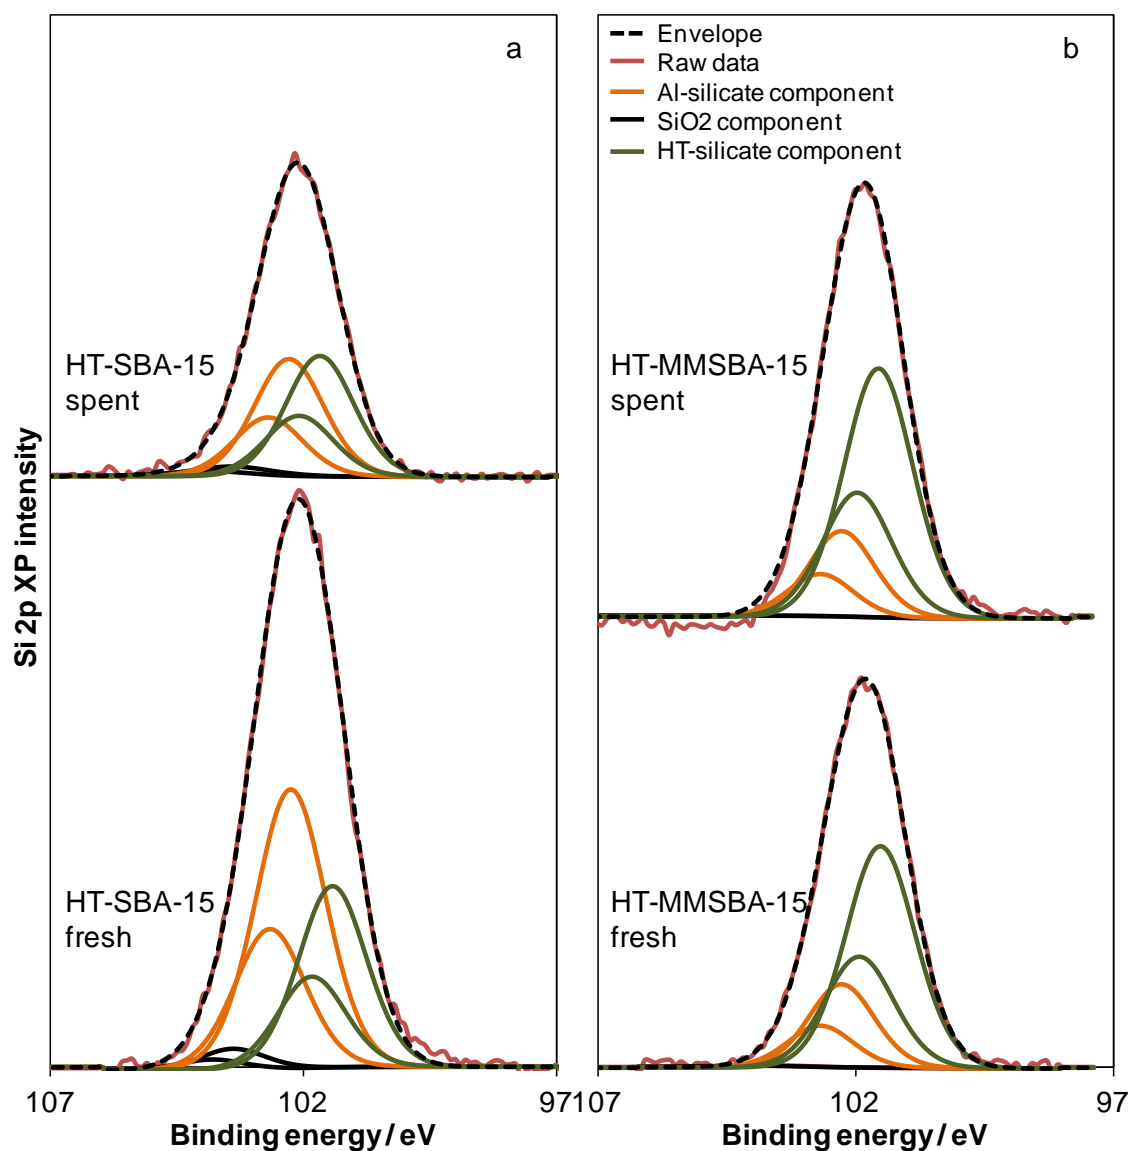 a
HT-SBA-15
spent
HT-SBA-15
fresh
Si 2p XP intensity
107
102
97
Binding energy / eV
b
Envelope
Raw data
Al-silicate component
SiO2 component
HT-silicate component
HT-MMSBA-15
spent
HT-MMSBA-15
fresh
107
102
97
Binding energy / eV